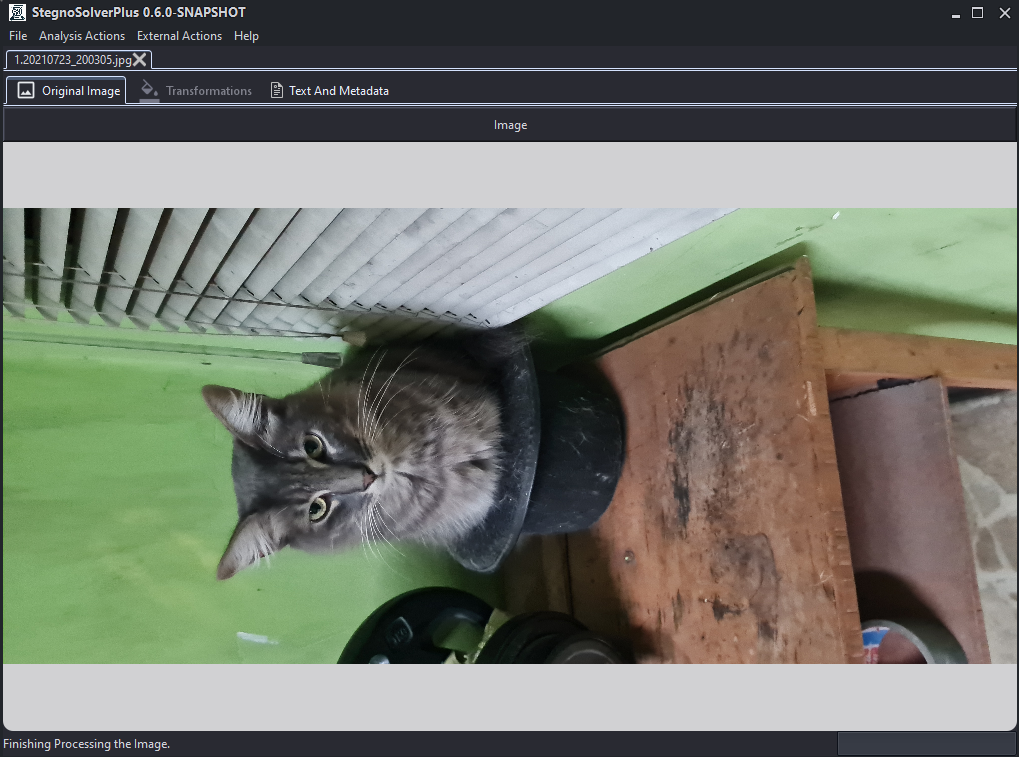 StegnoSolverPlus 0.6.0-SNAPSHOT
File Analysis Actions External Actions Help
1.20210723_200305.jpg
Original Image Transformations Text And Metadata
Image
Finishing Processing the Image.